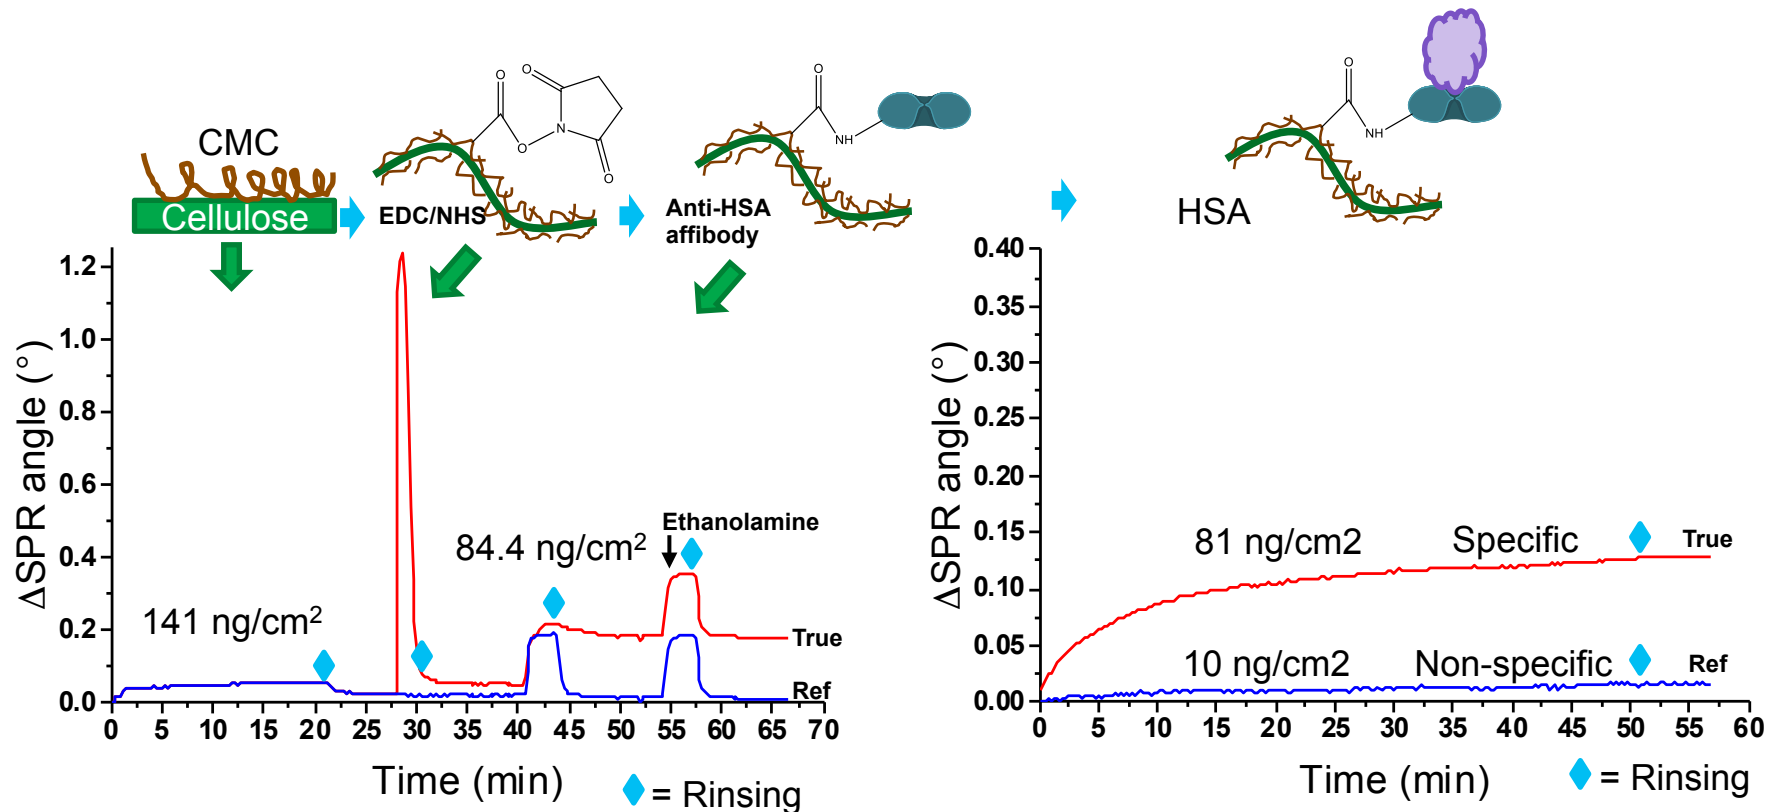 CMC
Cellulose
EDC/NHS
O
O
O
N
O
O
Anti-HSA
affibody
O
NH
HSA
O
NH
ΔSPR angle (°)
1.2
1.0
0.8
0.6
0.4
0.2
0.0
141 ng/cm²
84.4 ng/cm²
Ethanolamine
True
Ref
0 5 10 15 20 25 30 35 40 45 50 55 60 65 70
Time (min)
= Rinsing
ΔSPR angle (°)
0.40
0.35
0.30
0.25
0.20
0.15
0.10
0.05
0.00
81 ng/cm2 Specific True
10 ng/cm2 Non-specific Ref
0 5 10 15 20 25 30 35 40 45 50 55 60
Time (min)
= Rinsing